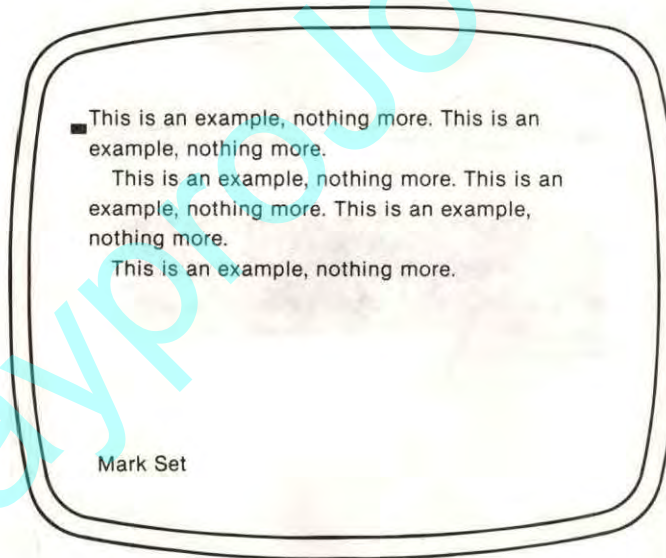 This is an example, nothing more. This is an
example, nothing more.
This is an example, nothing more. This is an
example, nothing more. This is an example,
nothing more.
This is an example, nothing more.
Mark Set